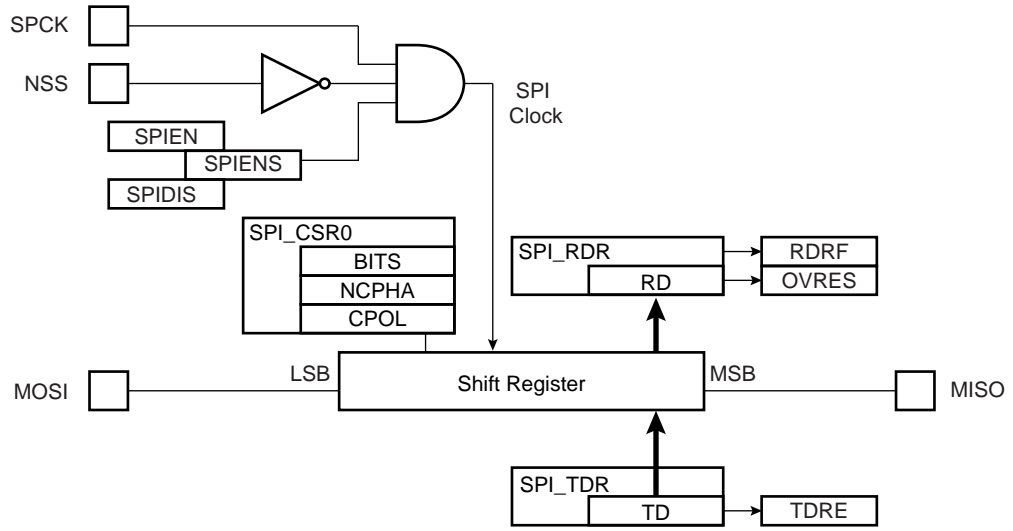 SPCK
NSS
SPI
Clock
SPIEN
SPIENS
SPIDIS
SPI_CSR0
BITS
NCPHA
CPOL
SPI_RDR
RD
RDRF
OVRES
MOSI
LSB
Shift Register
MSB
MISO
SPI_TDR
TD
TDRE